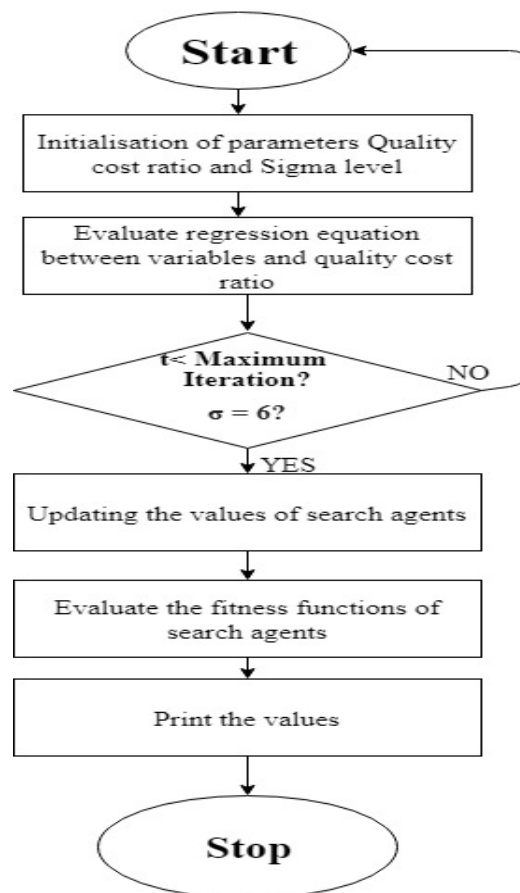 Start
Initialisation of parameters Quality
cost ratio and Sigma level
Evaluate regression equation
between variables and quality cost
ratio
t< Maximum
Iteration?
NO
σ = 6?
YES
Updating the values of search agents
Evaluate the fitness functions of
search agents
Print the values
Stop